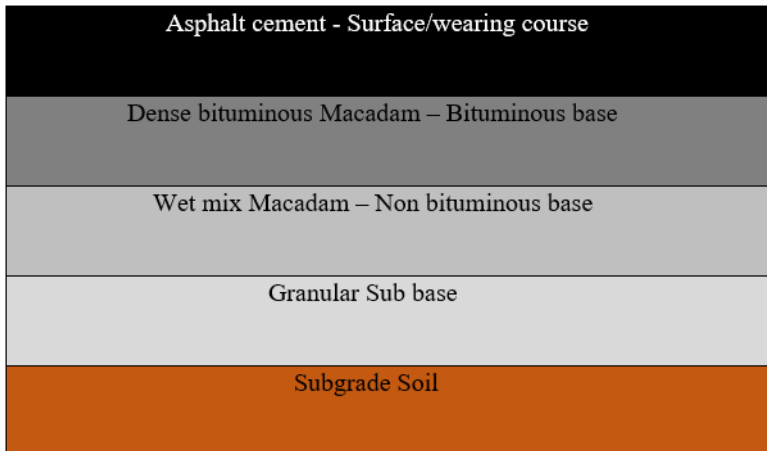 Asphalt cement - Surface/wearing course
Dense bituminous Macadam – Bituminous base
Wet mix Macadam – Non bituminous base
Granular Sub base
Subgrade Soil